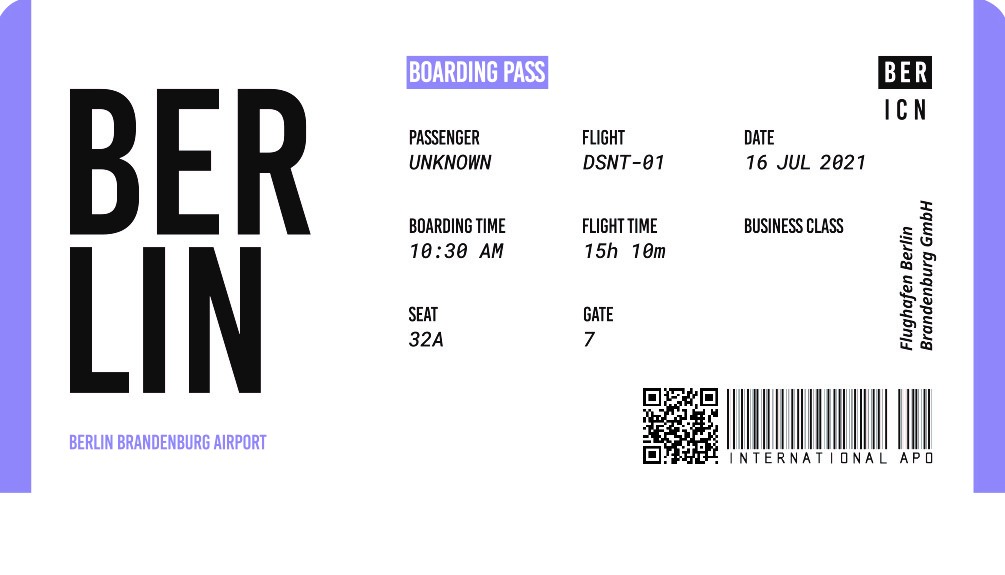 BER
LIN
BERLIN BRANDENBURG AIRPORT
BOARDING PASS
BER
ICN
PASSENGER
UNKNOWN
FLIGHT
DSNT-01
DATE
16 JUL 2021
BOARDING TIME
10:30 AM
FLIGHT TIME
15h 10m
BUSINESS CLASS
SEAT
32A
GATE
7
Flughafen Berlin
Brandenburg GmbH
INTERNATIONAL APO